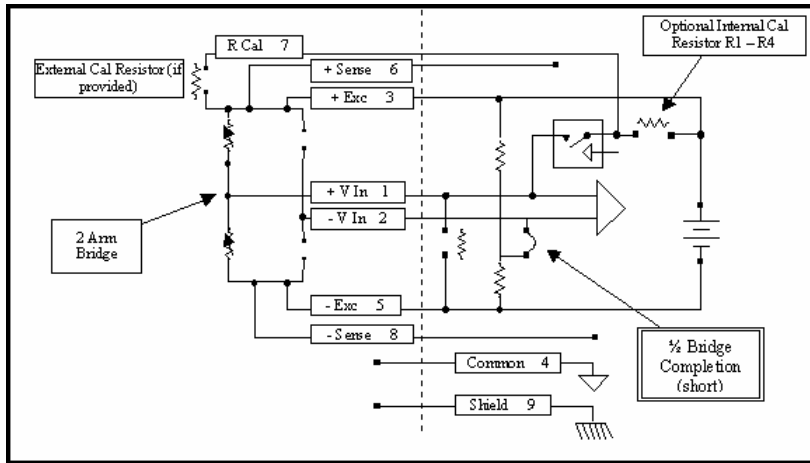 R Cal 7
Optional Internal Cal
Resistor R1 – R4
External Cal Resistor (if
provided)
+ Sense 6
+ Exc 3
+ V In 1
- V In 2
2 Arm
Bridge
- Exc 5
- Sense 8
½ Bridge
Completion
(short)
Common 4
Shield 9